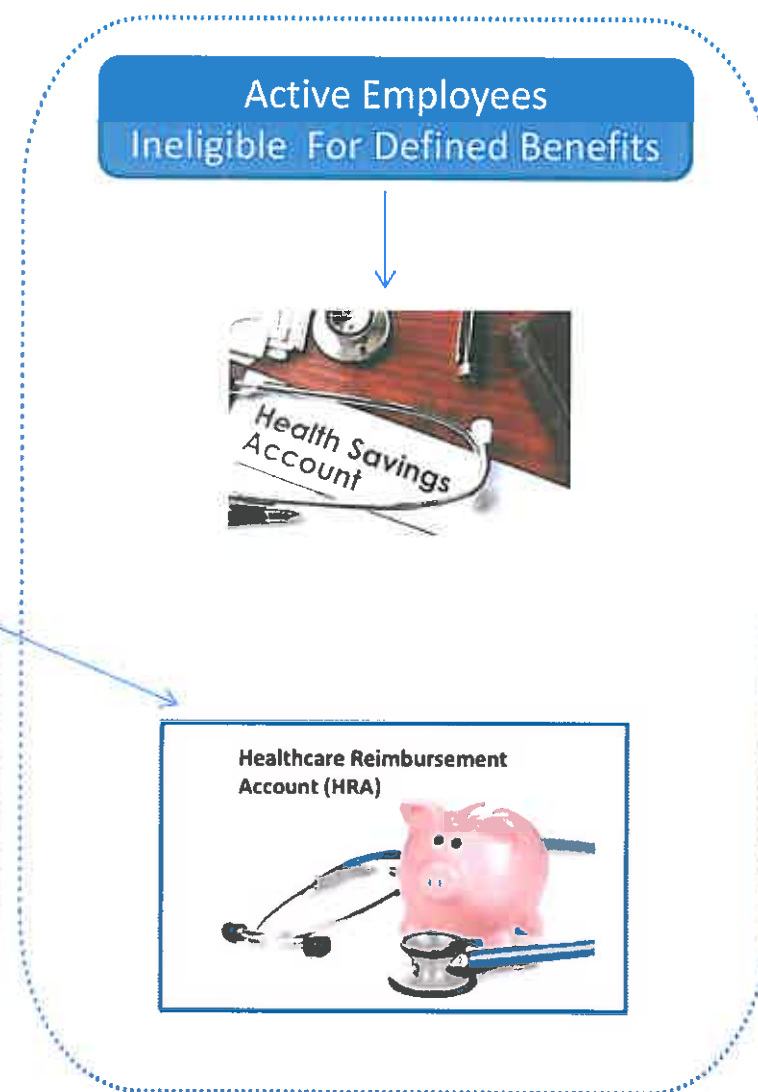 Active Employees
Ineligible For Defined Benefits
Health Savings
Account
Healthcare Reimbursement
Account (HRA)